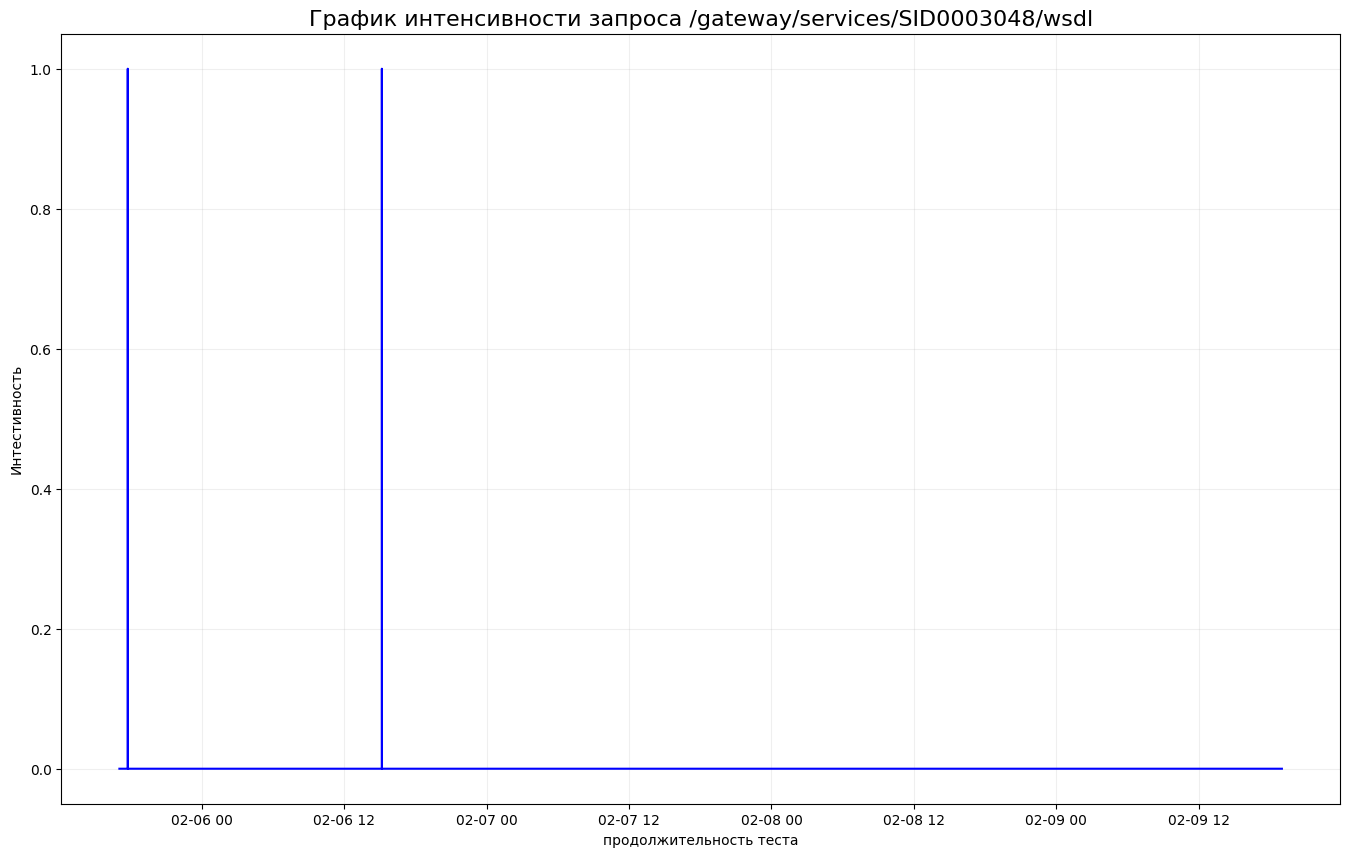 График интенсивности запроса /gateway/services/SID0003048/wsdl
1.0
0.8
0.6
0.4
0.2
0.0
Интестивность
02-06 00 02-06 12 02-07 00 02-07 12 02-08 00 02-08 12 02-09 00 02-09 12
продолжительность теста